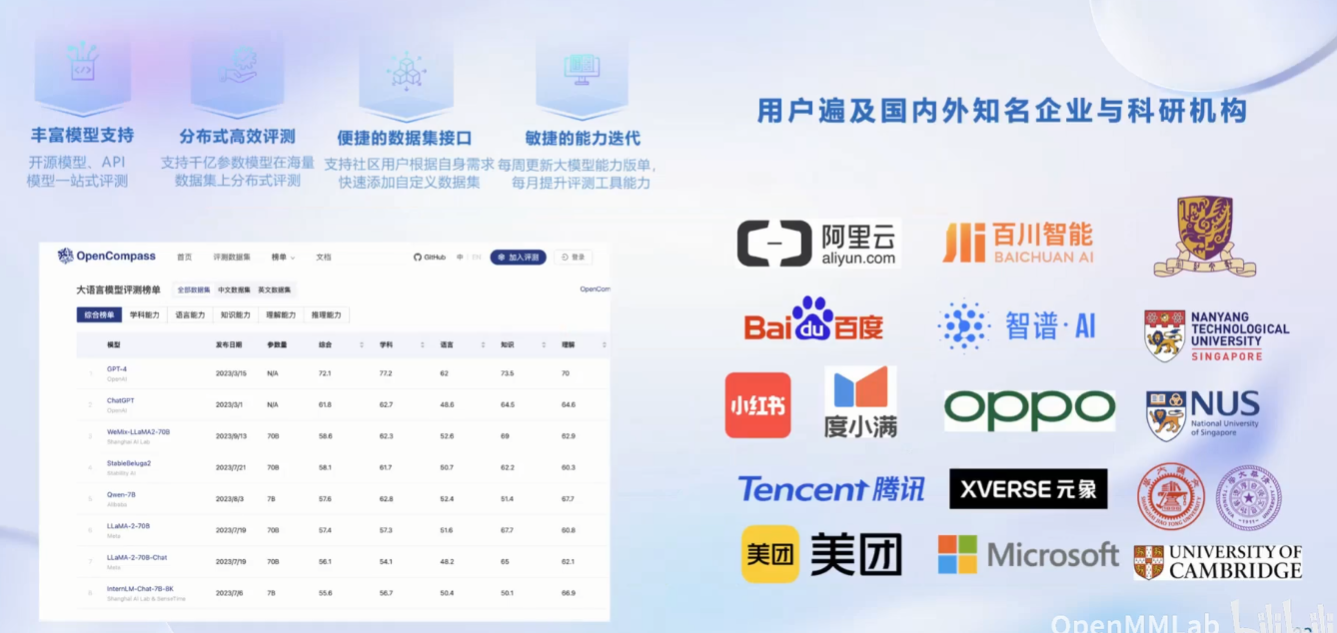 丰富模型支持
开源模型、API
模型一站式评测
分布式高效评测
支持千亿参数模型在海量
数据集上分布式评测
便捷的数据集接口
支持社区用户根据自身需求
快速添加自定义数据集
敏捷的能力迭代
每周更新大模型能力版单,
每月提升评测工具能力
OpenCompass 首页 评测数据集 榜单 文档 GitHub 中 EN 加入评测 登录
大语言模型评测榜单 全部数据集 中文数据集 英文数据集 OpenCom
综合榜单 学科能力 语言能力 知识能力 理解能力 推理能力
模型 发布日期 参数量 综合 学科 语言 知识 理解
1 GPT-4 2023/3/15 N/A 72.1 77.2 62 73.5 70
OpenAI
2 ChatGPT 2023/3/1 N/A 61.8 62.7 48.6 64.5 64.6
OpenAI
3 WeMix-LLaMA2-70B 2023/9/13 70B 58.6 62.3 52.6 69 62.9
Shanghai AI Lab
4 StableBeluga2 2023/7/21 70B 58.1 61.7 50.7 62.2 60.3
Stability AI
5 Qwen-7B 2023/8/3 7B 57.6 62.8 52.4 51.4 67.7
Alibaba
6 LLaMA-2-70B 2023/7/19 70B 57.4 57.3 51.6 67.7 60.8
Meta
7 LLaMA-2-70B-Chat 2023/7/19 70B 56.1 54.1 48.2 65 62.1
Meta
8 InternLM-Chat-7B-8K 2023/7/6 7B 55.6 56.7 50.4 50.1 66.9
Shanghai AI Lab & SenseTime
用户遍及国内外知名企业与科研机构
阿里云
aliyun.com
百川智能
BAICHUAN AI
Baidu百度
智谱·AI
NANYANG
TECHNOLOGICAL
UNIVERSITY
SINGAPORE
小红书
度小满
oppo
NUS
National University
of Singapore
Tencent 腾讯
XVERSE 元象
美团 美团
Microsoft
UNIVERSITY OF
CAMBRIDGE
OpenMMLab bilibili